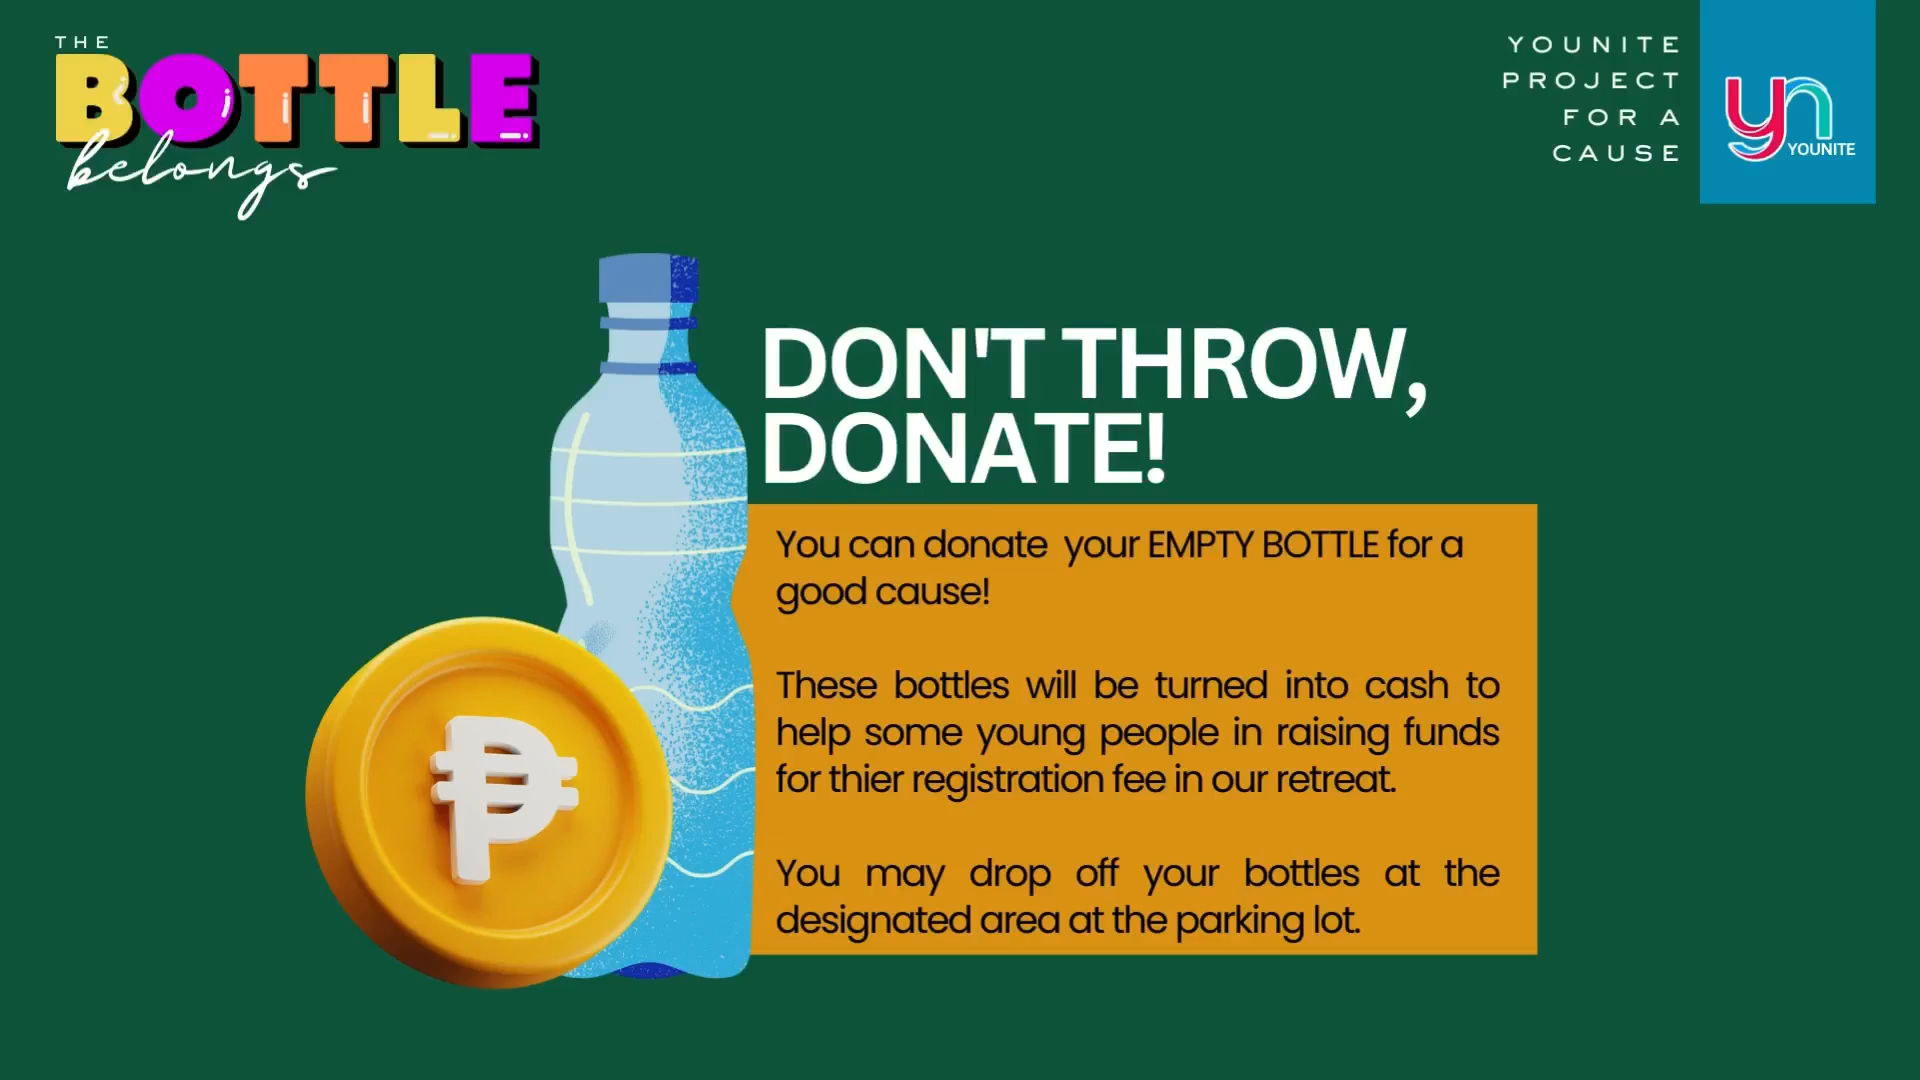 THE
BOTTLE
belongs
YOUNITE
PROJECT
FOR A
CAUSE
yn
YOUNITE
DON'T THROW,
DONATE!
You can donate  your EMPTY BOTTLE for a
good cause!
These bottles will be turned into cash to
help some young people in raising funds
for thier registration fee in our retreat.
You may drop off your bottles at the
designated area at the parking lot.
₱